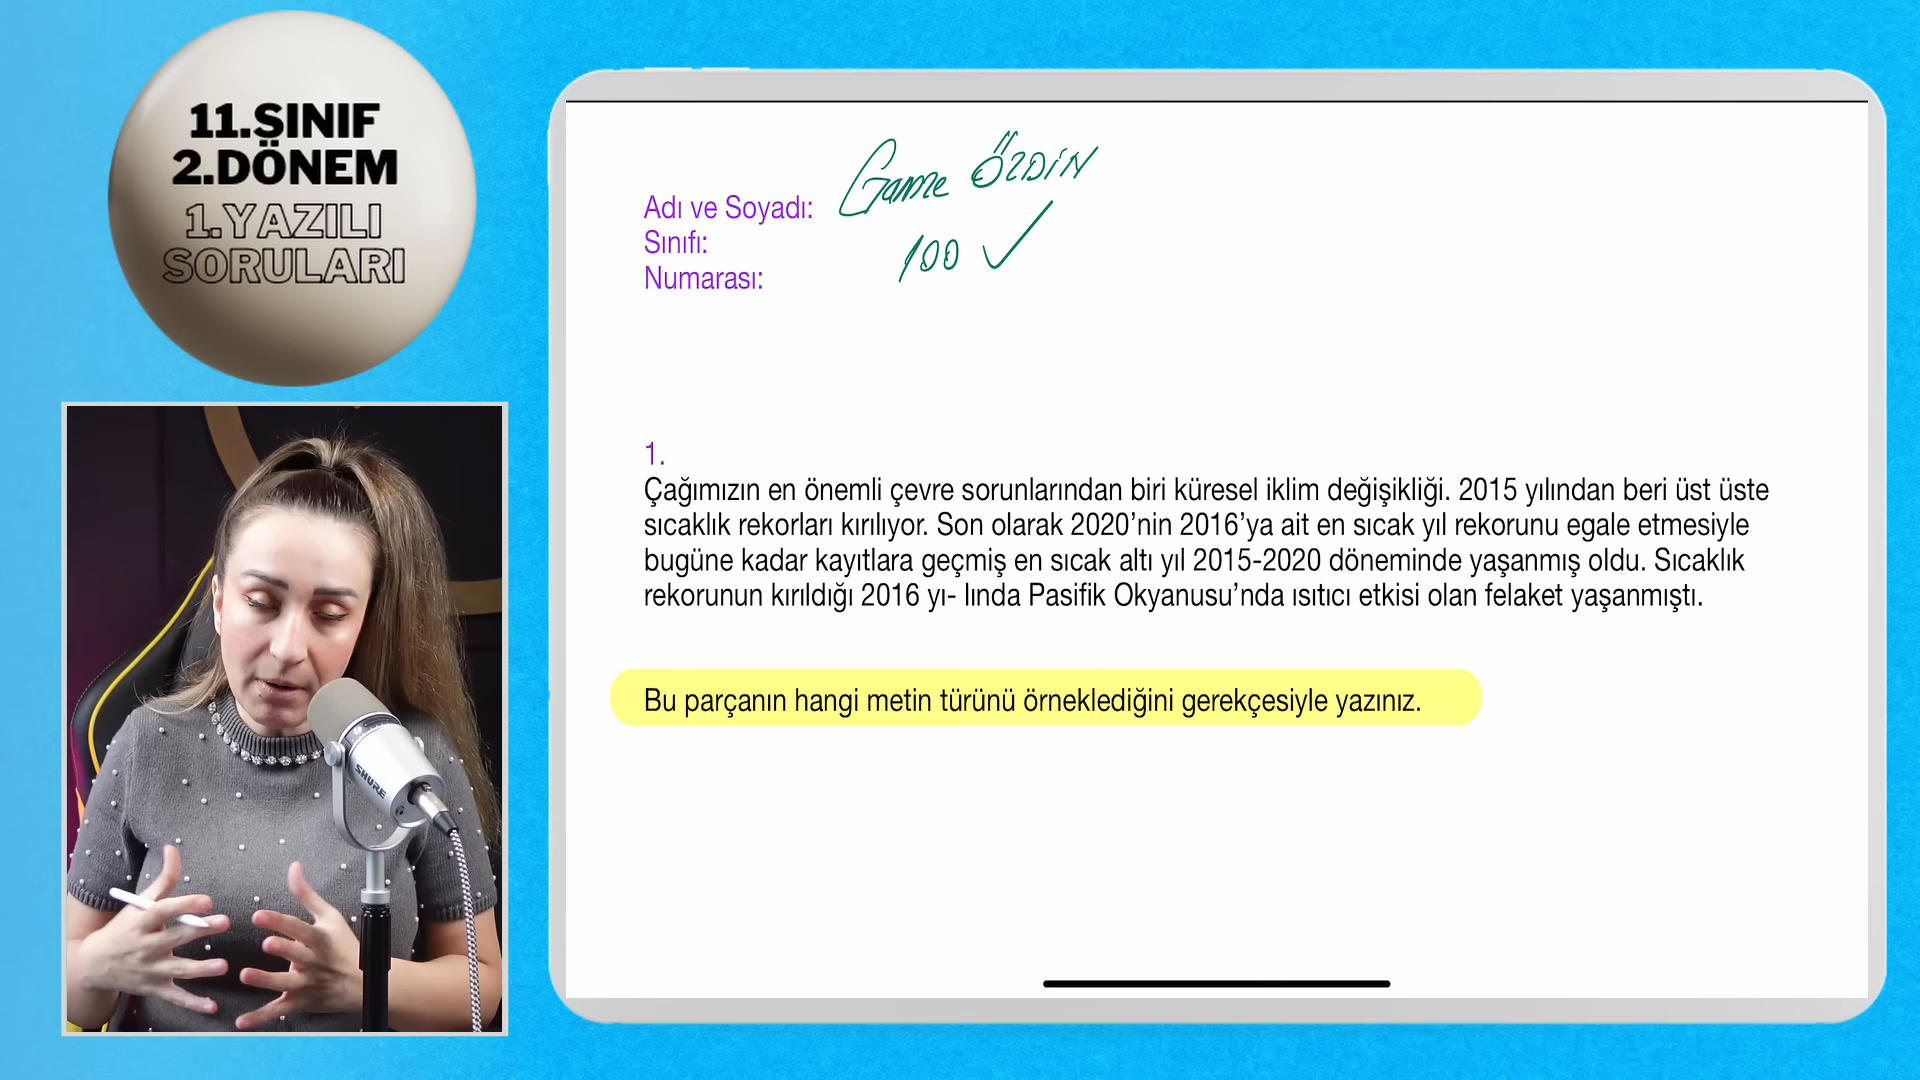 11.SINIF
2.DÖNEM
1.YAZILI
SORULARI
Adı ve Soyadı: Gamze ÖZDİN
Sınıfı: 100
Numarası:
1.
Çağımızın en önemli çevre sorunlarından biri küresel iklim değişikliği. 2015 yılından beri üst üste
sıcaklık rekorları kırılıyor. Son olarak 2020’nin 2016’ya ait en sıcak yıl rekorunu egale etmesiyle
bugüne kadar kayıtlara geçmiş en sıcak altı yıl 2015-2020 döneminde yaşanmış oldu. Sıcaklık
rekorunun kırıldığı 2016 yı- lında Pasifik Okyanusu’nda ısıtıcı etkisi olan felaket yaşanmıştı.
Bu parçanın hangi metin türünü örneklediğini gerekçesiyle yazınız.
SHURE